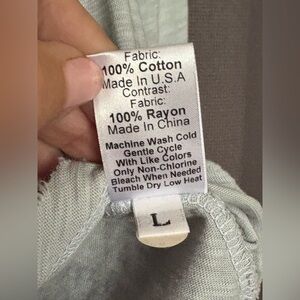 Fabric:
100% Cotton
Made In U.S.A
Contrast:
Fabric:
100% Rayon
Made In China
Machine Wash Cold
Gentle Cycle
With Like Colors
Only Non-Chlorine
Bleach When Needed
Tumble Dry Low Heat
L